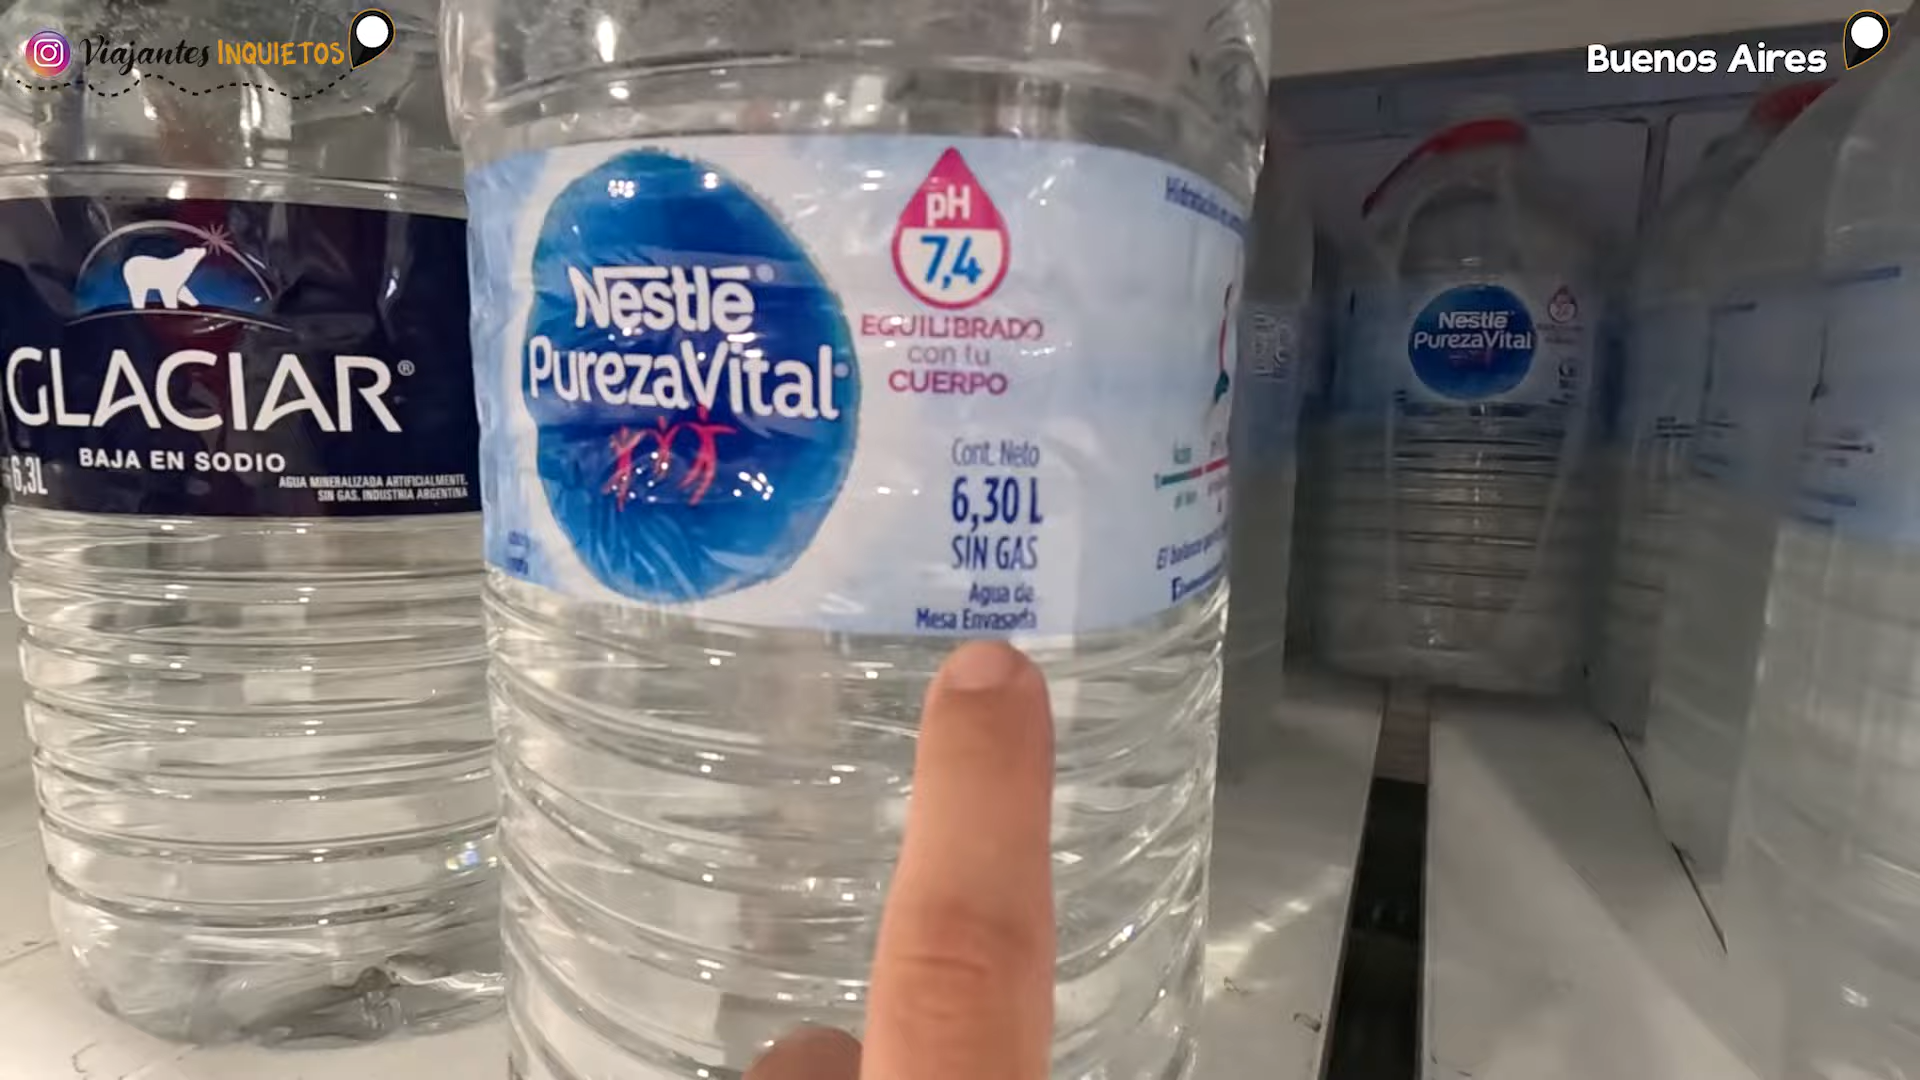 Viajantes INQUIETOS
Buenos Aires
GLACIAR®
BAJA EN SODIO
6,3L
AGUA MINERALIZADA ARTIFICIALMENTE.
SIN GAS. INDUSTRIA ARGENTINA
Nestlé®
PurezaVital
pH
7,4
EQUILIBRADO
con tu
CUERPO
Cont. Neto
6,30 L
SIN GAS
Agua de
Mesa Envasada
El balance
Nestlé
PurezaVital